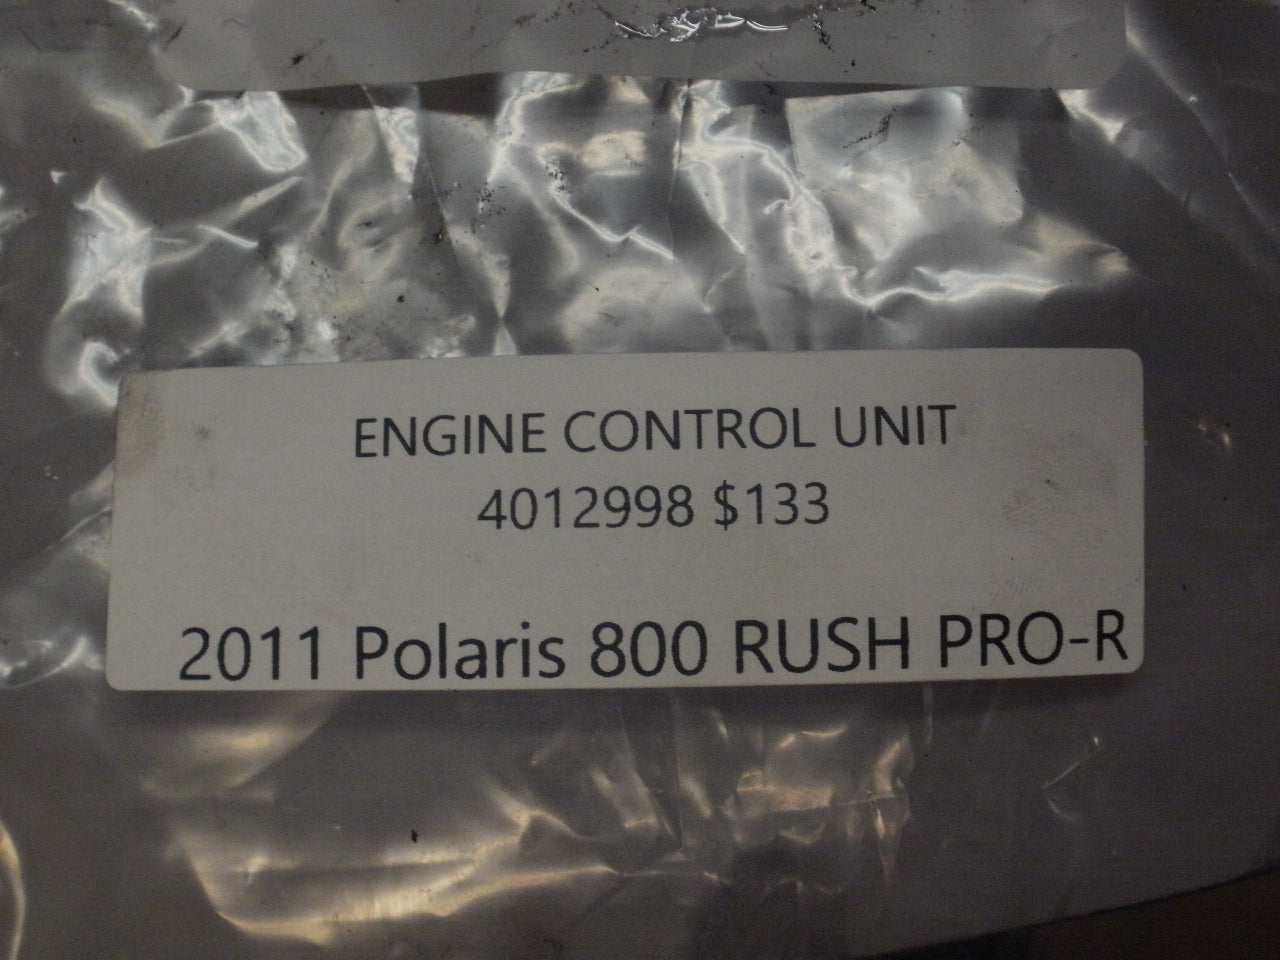 ENGINE CONTROL UNIT
4012998 $133
2011 Polaris 800 RUSH PRO-R